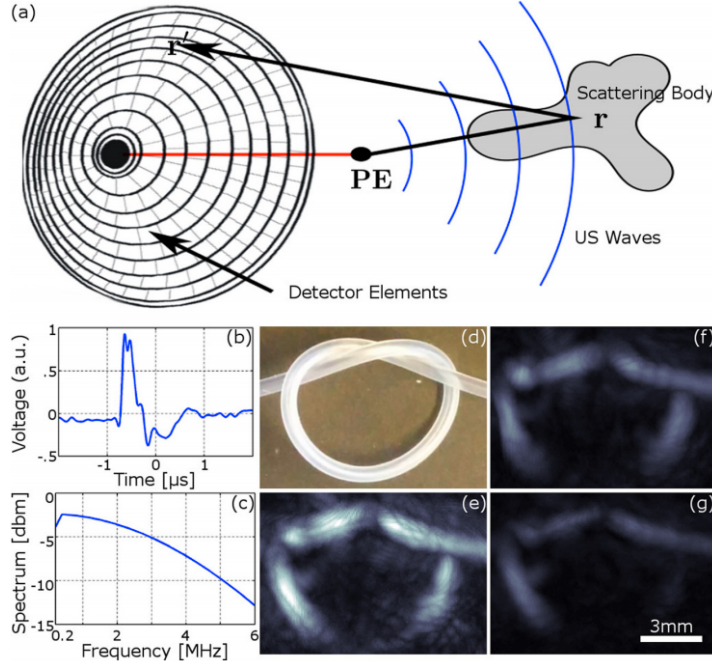 (a)
r′
Scattering Body
r
PE
US Waves
Detector Elements
(b)
Voltage (a.u.)
1
.5
0
-.5
-1 0 1
Time [µs]
(c)
Spectrum [dbm]
0
-5
-10
-15
0.2 2 4 6
Frequency [MHz]
(d)
(e)
(f)
(g)
3mm